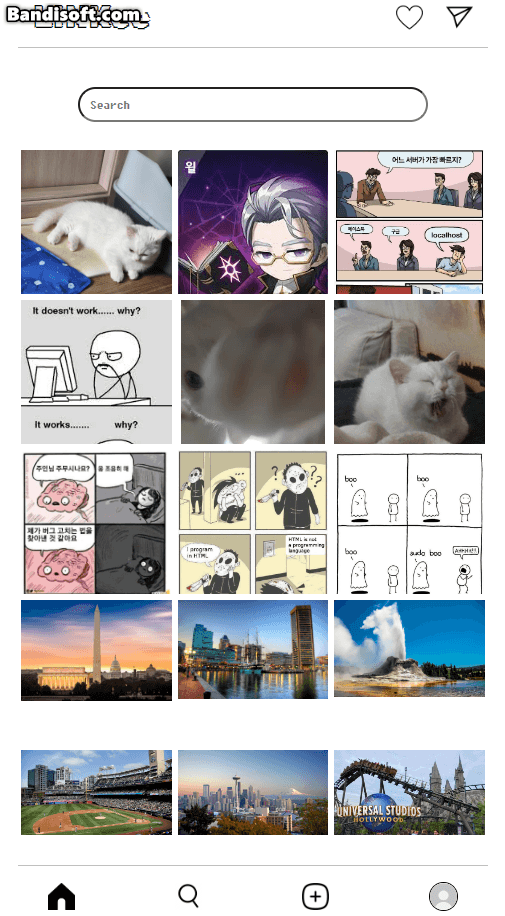 Bandisoft.com
Search
윌
어느 서버가 가장 빠르지?
구글
localhost
It doesn't work...... why?
It works....... why?
주인님 주무시나요?
응 조용히 해
제가 버그 고치는 법을
찾아낸 것 같아요
I program
in HTML
HTML is not
a programming
language
boo
boo
boo
sudo boo
UNIVERSAL STUDIOS
HOLLYWOOD